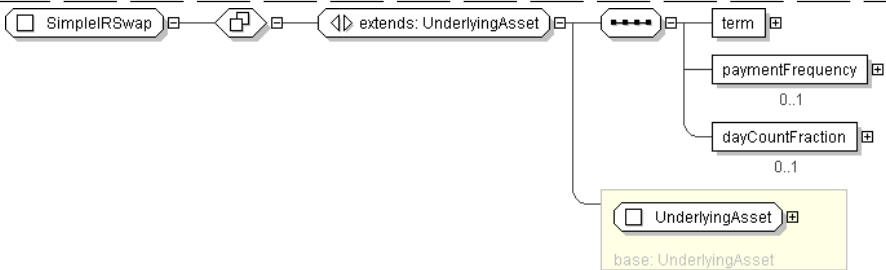 SimpleIRSwap
extends: UnderlyingAsset
term
paymentFrequency
0..1
dayCountFraction
0..1
UnderlyingAsset
base: UnderlyingAsset